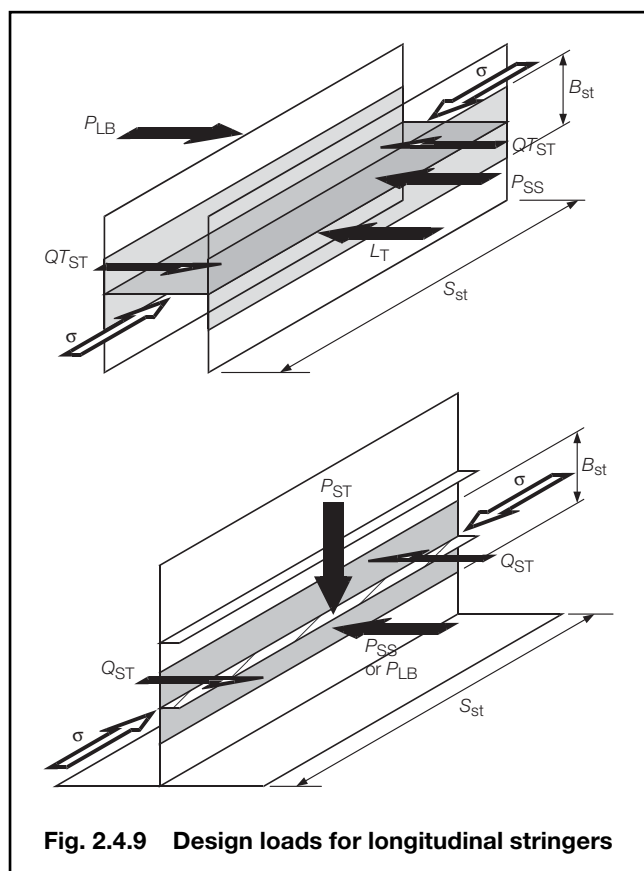 σ
B_st
P_LB
QT_ST
P_SS
QT_ST
L_T
S_st
σ
B_st
P_ST
σ
Q_ST
P_SS
or P_LB
Q_ST
S_st
σ
Fig. 2.4.9 Design loads for longitudinal stringers